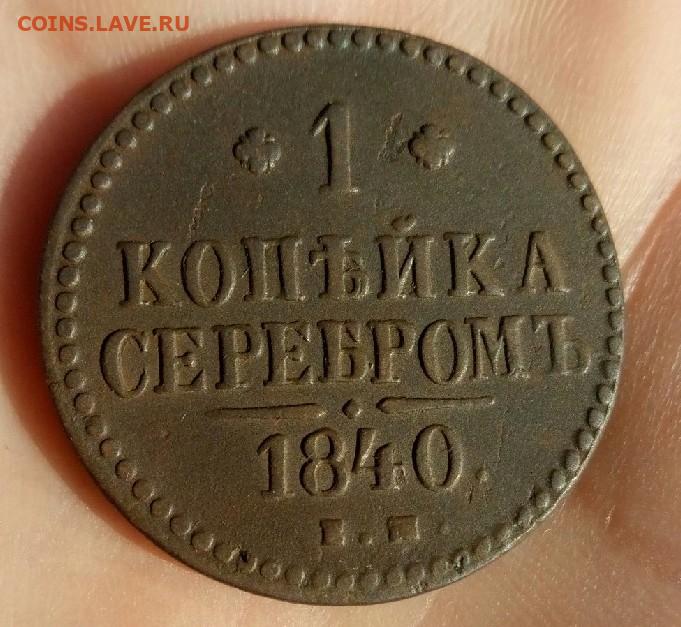 COINS.LAVE.RU
1
КОПѢЙКА
СЕРЕБРОМЪ
1840.